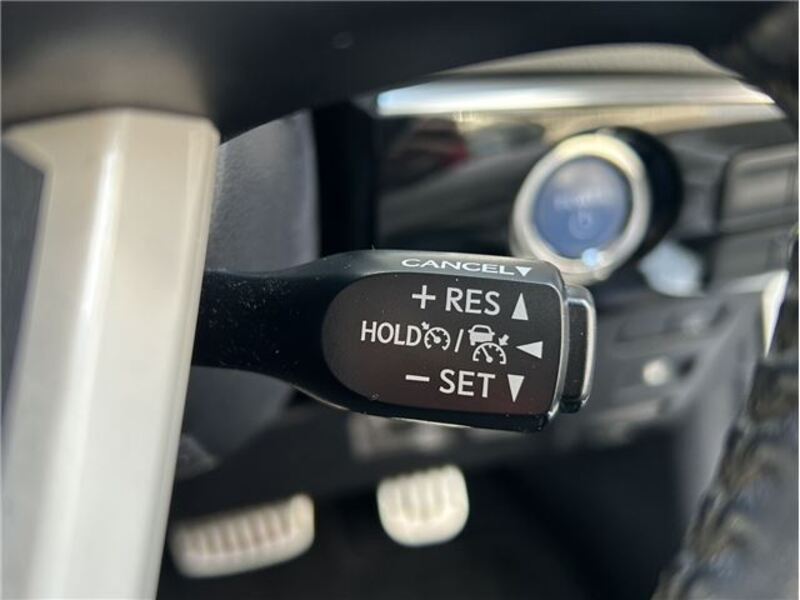 CANCEL▼
+ RES ▲
HOLD / ◀
− SET ▼